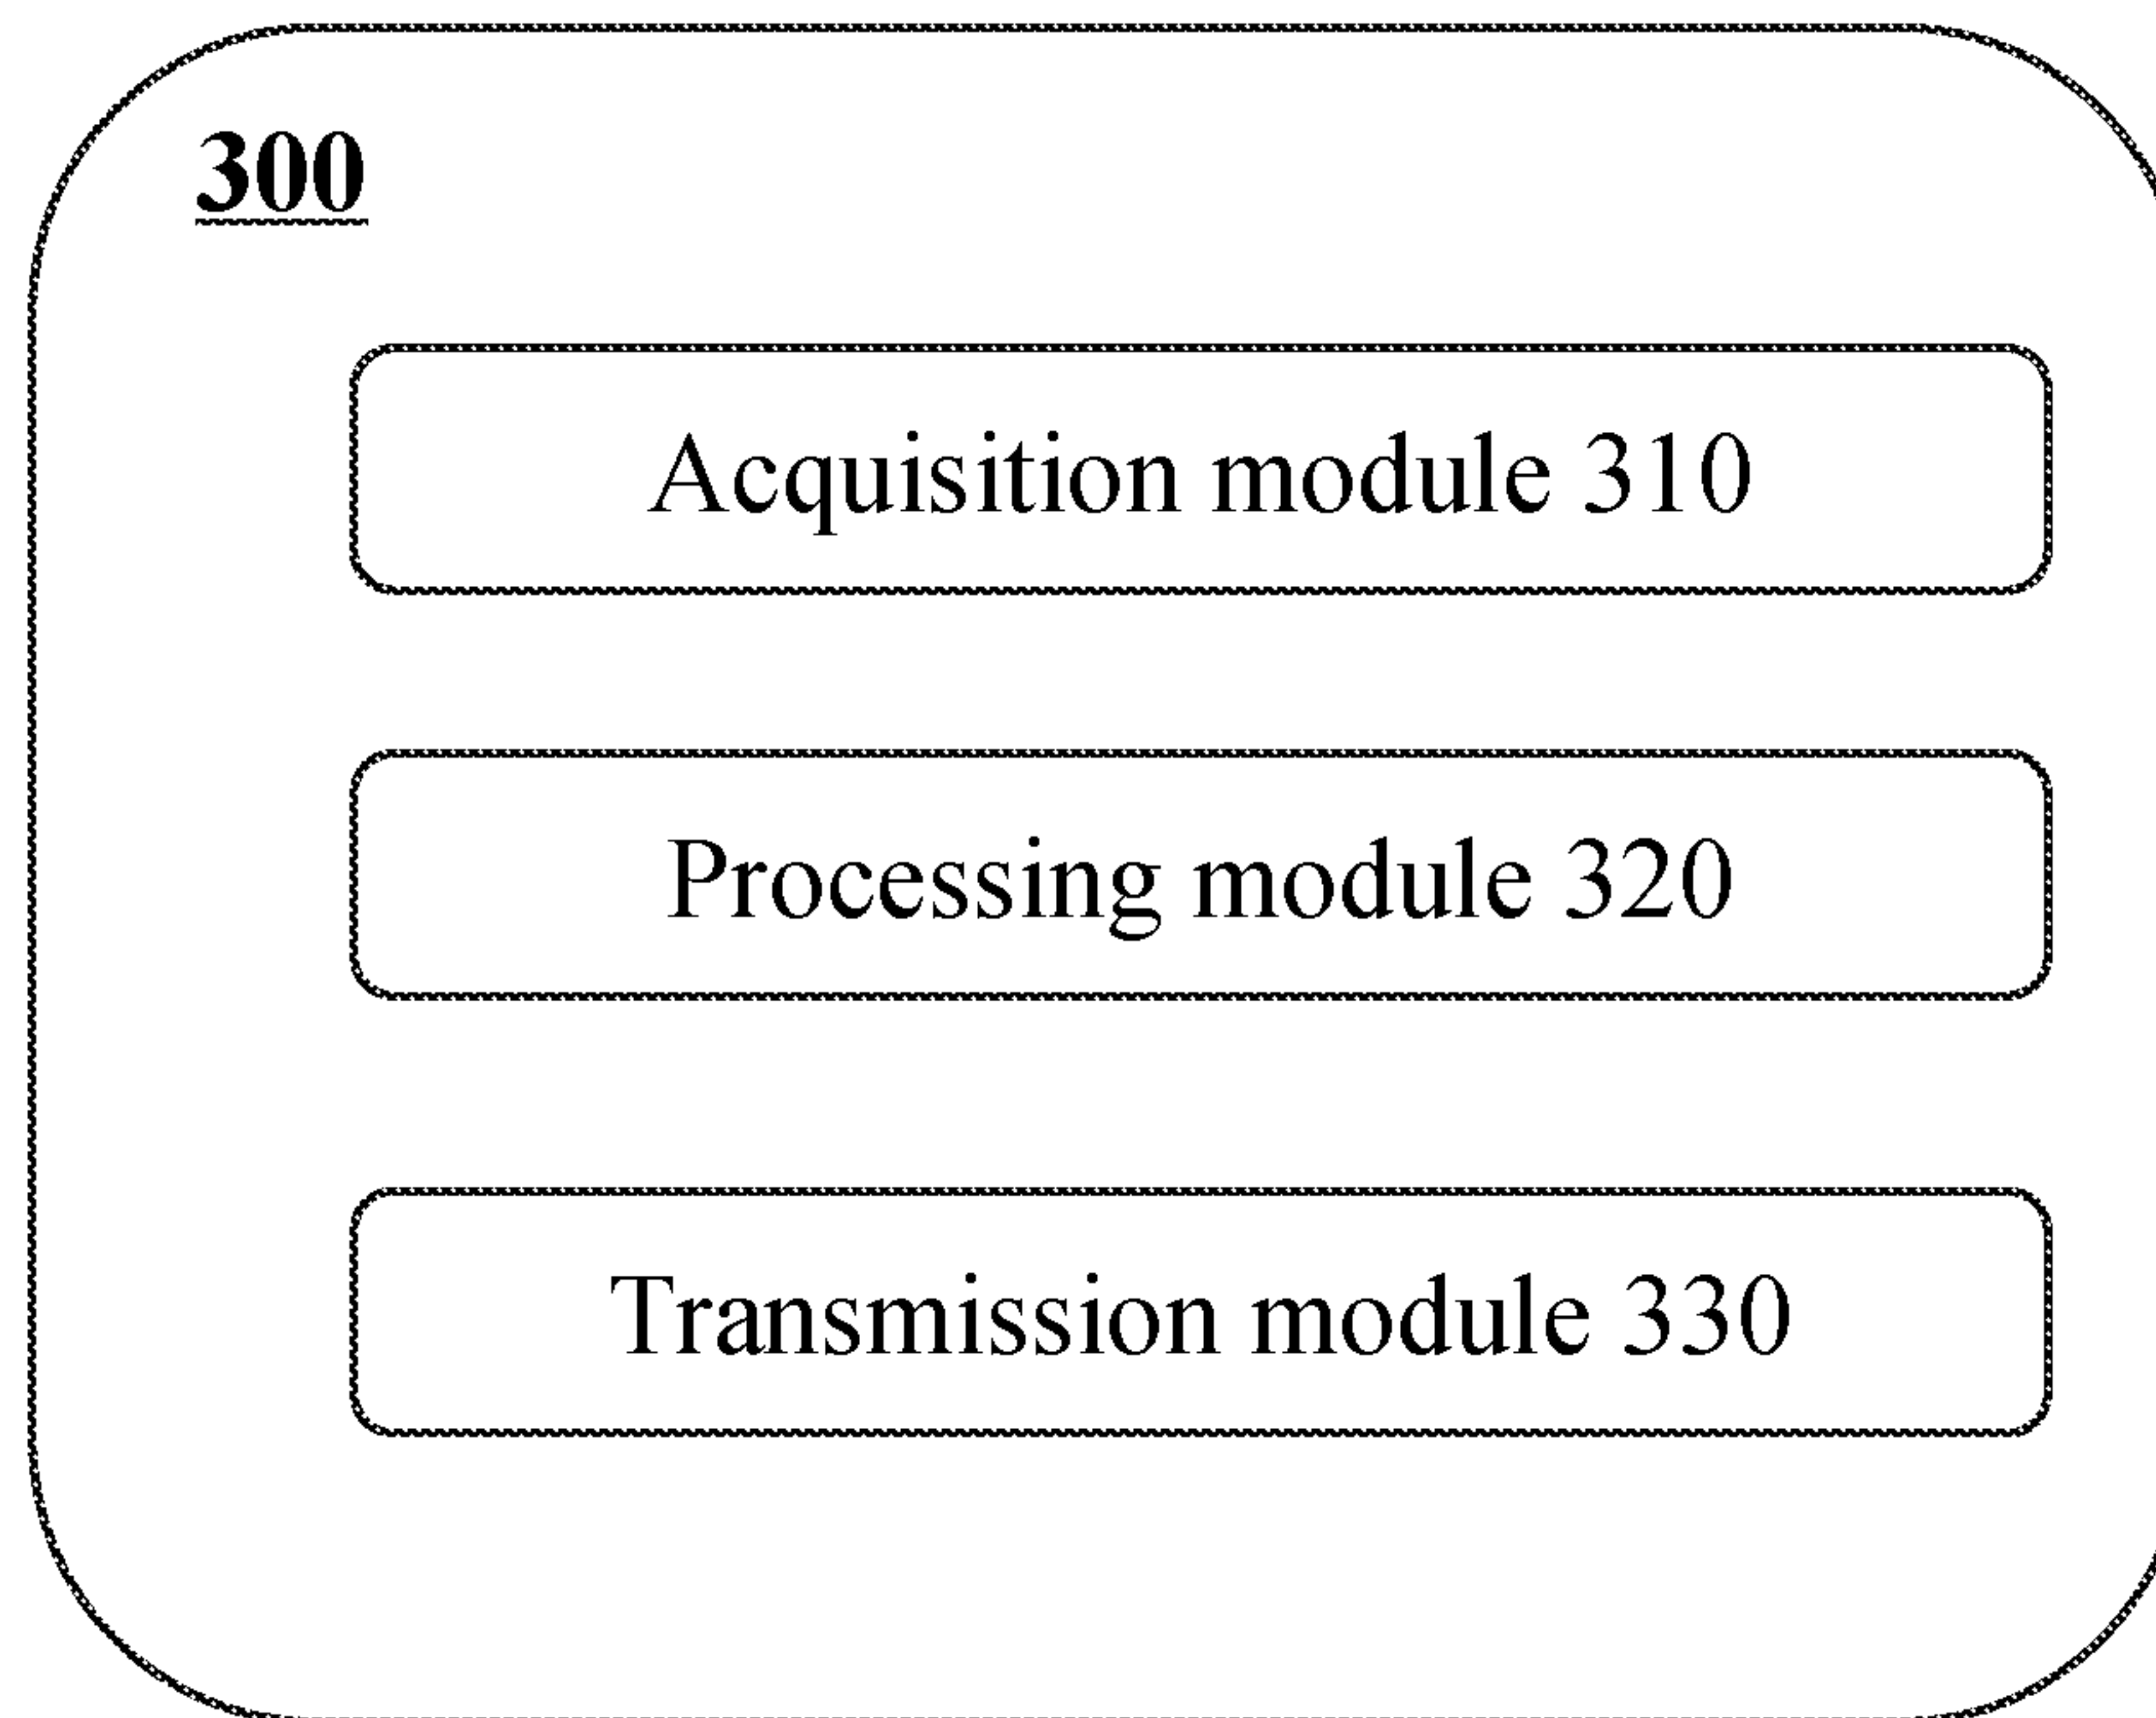 300
Acquisition module 310
Processing module 320
Transmission module 330